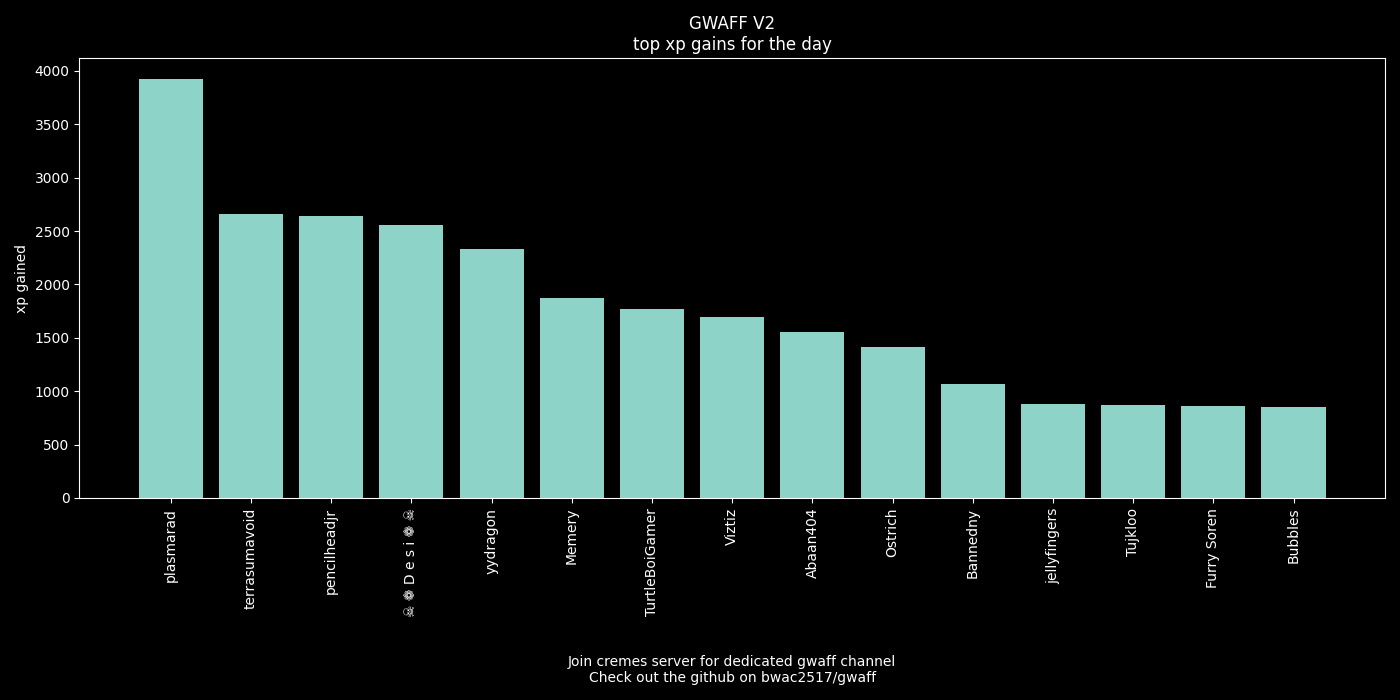 GWAFF V2
top xp gains for the day
xp gained
4000
3500
3000
2500
2000
1500
1000
500
0
plasmarad
terrasumavoid
pencilheadjr
☠ ❁ D e s i ❁ ☠
yydragon
Memery
TurtleBoiGamer
Viztiz
Abaan404
Ostrich
Bannedny
jellyfingers
Tujkloo
Furry Soren
Bubbles
Join cremes server for dedicated gwaff channel
Check out the github on bwac2517/gwaff